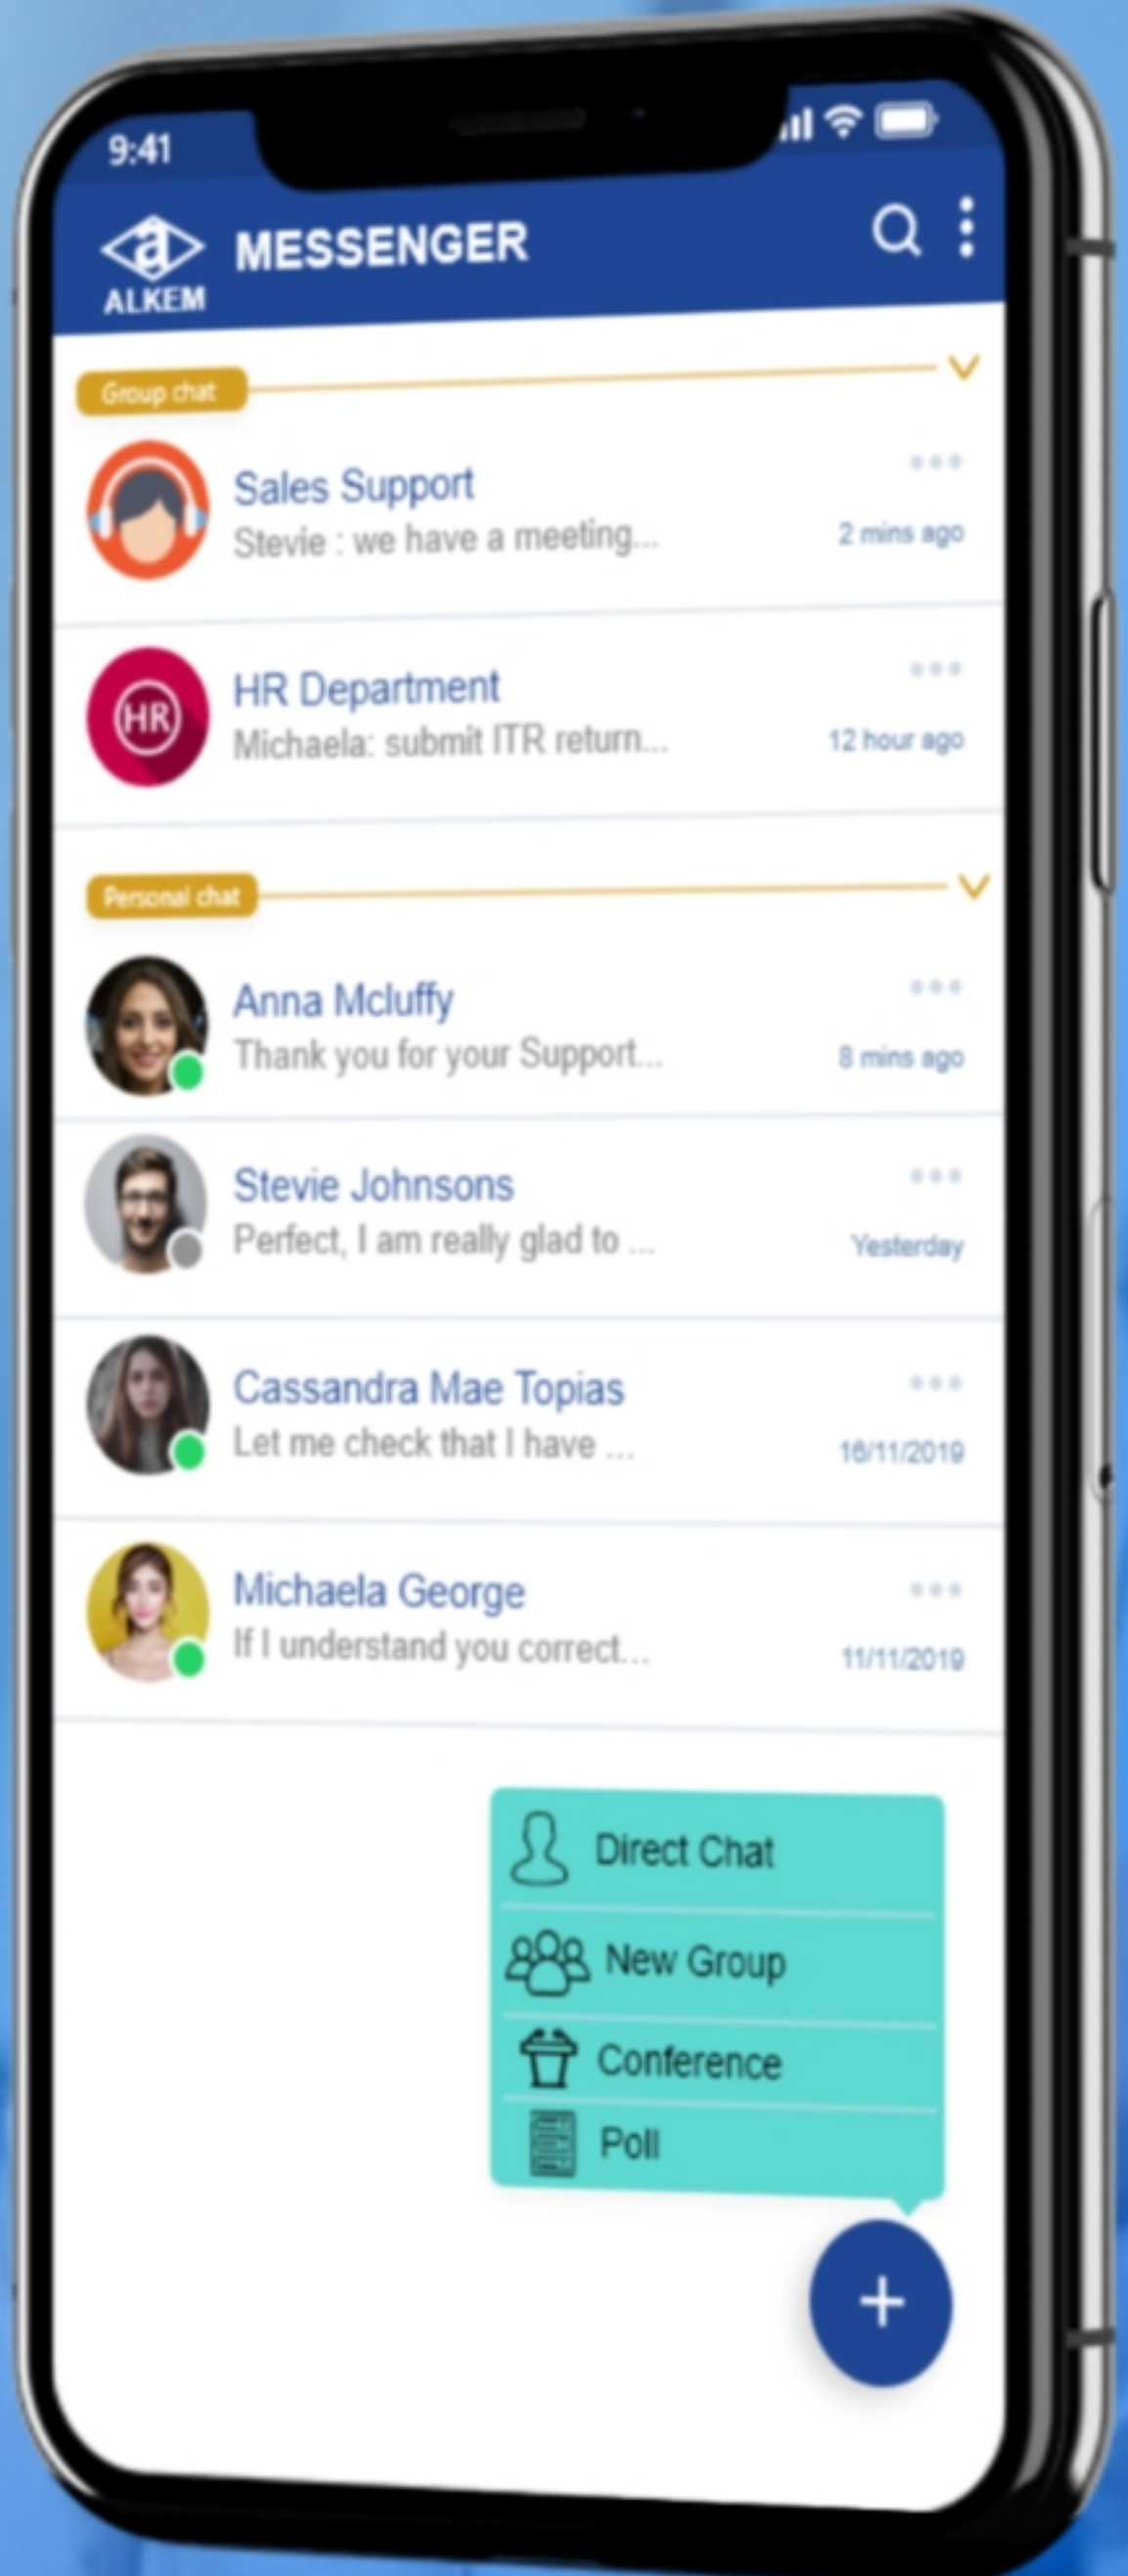 9:41
a
ALKEM
MESSENGER
Group chat
Sales Support
Stevie : we have a meeting...
2 mins ago
HR
HR Department
Michaela: submit ITR return...
12 hour ago
Personal chat
Anna Mcluffy
Thank you for your Support...
8 mins ago
Stevie Johnsons
Perfect, I am really glad to ...
Yesterday
Cassandra Mae Topias
Let me check that I have ...
16/11/2019
Michaela George
If I understand you correct...
11/11/2019
Direct Chat
New Group
Conference
Poll
+